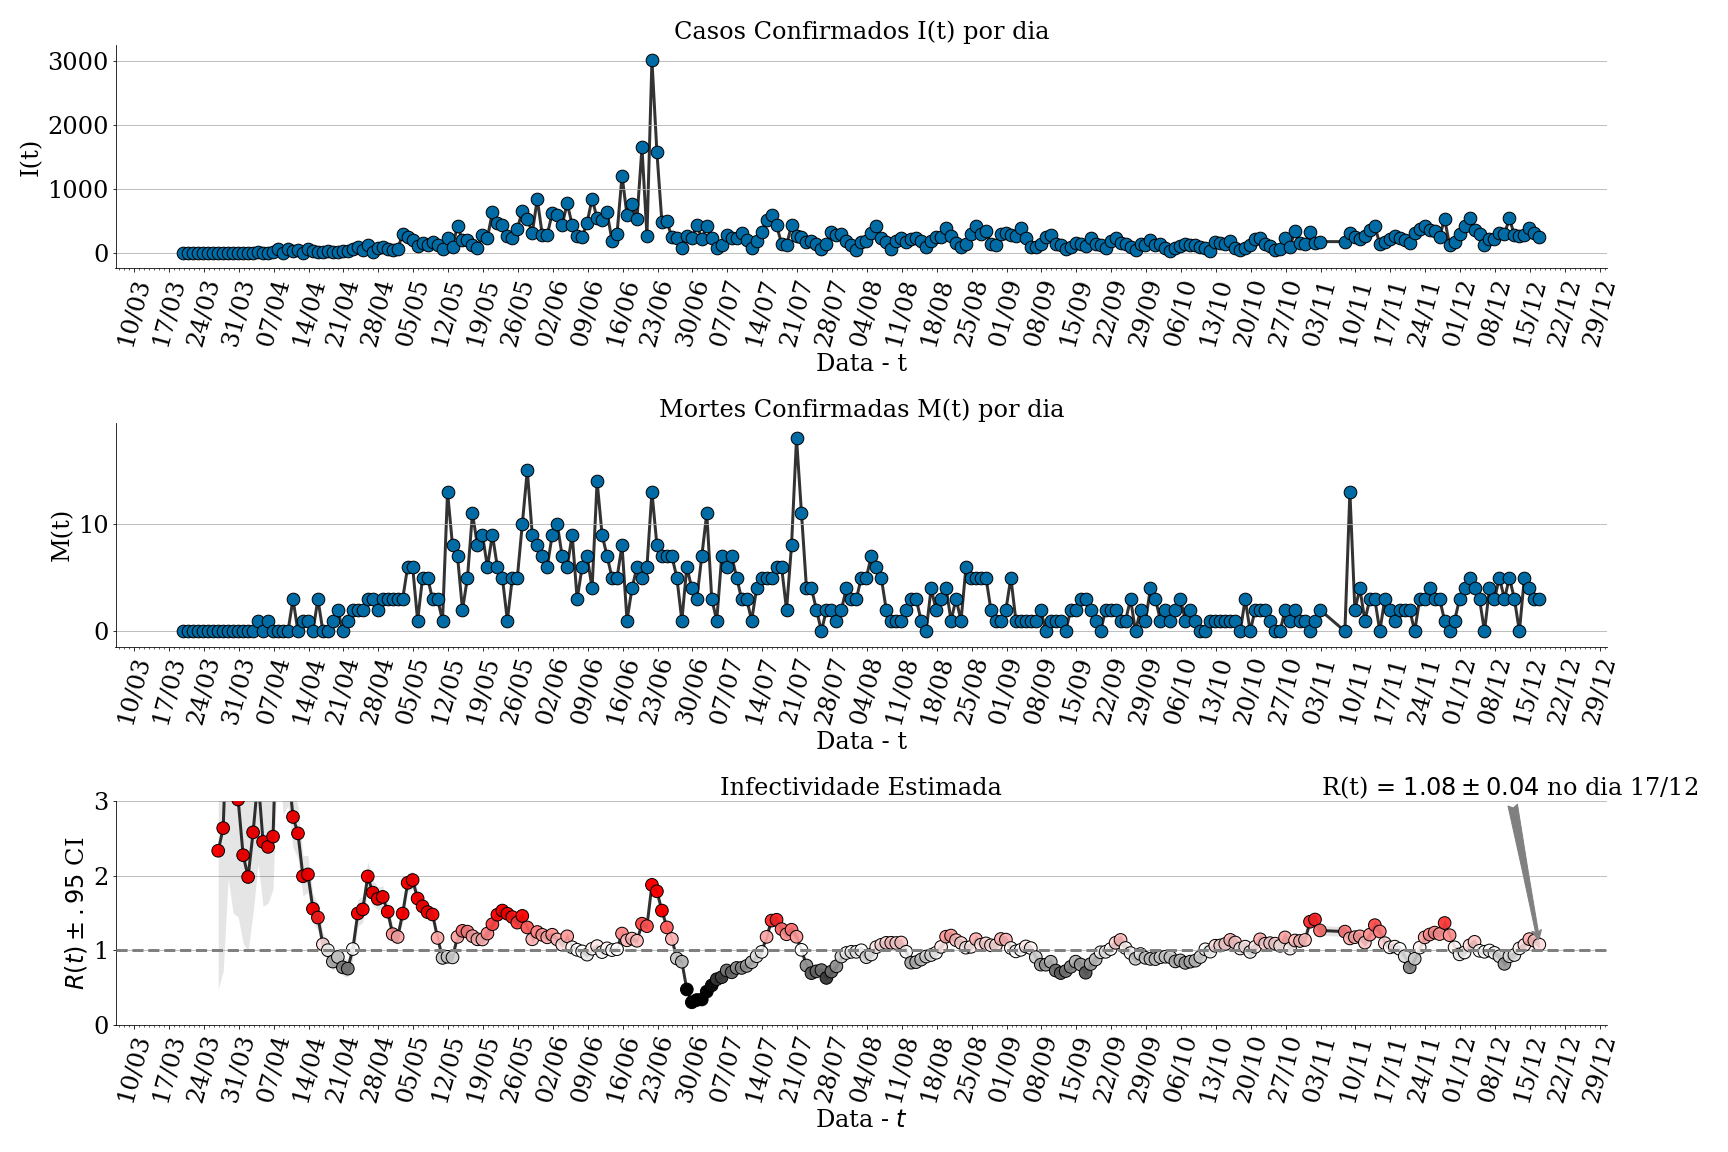 Casos Confirmados I(t) por dia
3000
2000
1000
0
I(t)
10/03 17/03 24/03 31/03 07/04 14/04 21/04 28/04 05/05 12/05 19/05 26/05 02/06 09/06 16/06 23/06 30/06 07/07 14/07 21/07 28/07 04/08 11/08 18/08 25/08 01/09 08/09 15/09 22/09 29/09 06/10 13/10 20/10 27/10 03/11 10/11 17/11 24/11 01/12 08/12 15/12 22/12 29/12
Data - t
Mortes Confirmadas M(t) por dia
10
0
M(t)
10/03 17/03 24/03 31/03 07/04 14/04 21/04 28/04 05/05 12/05 19/05 26/05 02/06 09/06 16/06 23/06 30/06 07/07 14/07 21/07 28/07 04/08 11/08 18/08 25/08 01/09 08/09 15/09 22/09 29/09 06/10 13/10 20/10 27/10 03/11 10/11 17/11 24/11 01/12 08/12 15/12 22/12 29/12
Data - t
Infectividade Estimada
R(t) = 1.08 ± 0.04 no dia 17/12
3
2
1
0
R(t) ± .95 CI
10/03 17/03 24/03 31/03 07/04 14/04 21/04 28/04 05/05 12/05 19/05 26/05 02/06 09/06 16/06 23/06 30/06 07/07 14/07 21/07 28/07 04/08 11/08 18/08 25/08 01/09 08/09 15/09 22/09 29/09 06/10 13/10 20/10 27/10 03/11 10/11 17/11 24/11 01/12 08/12 15/12 22/12 29/12
Data - t